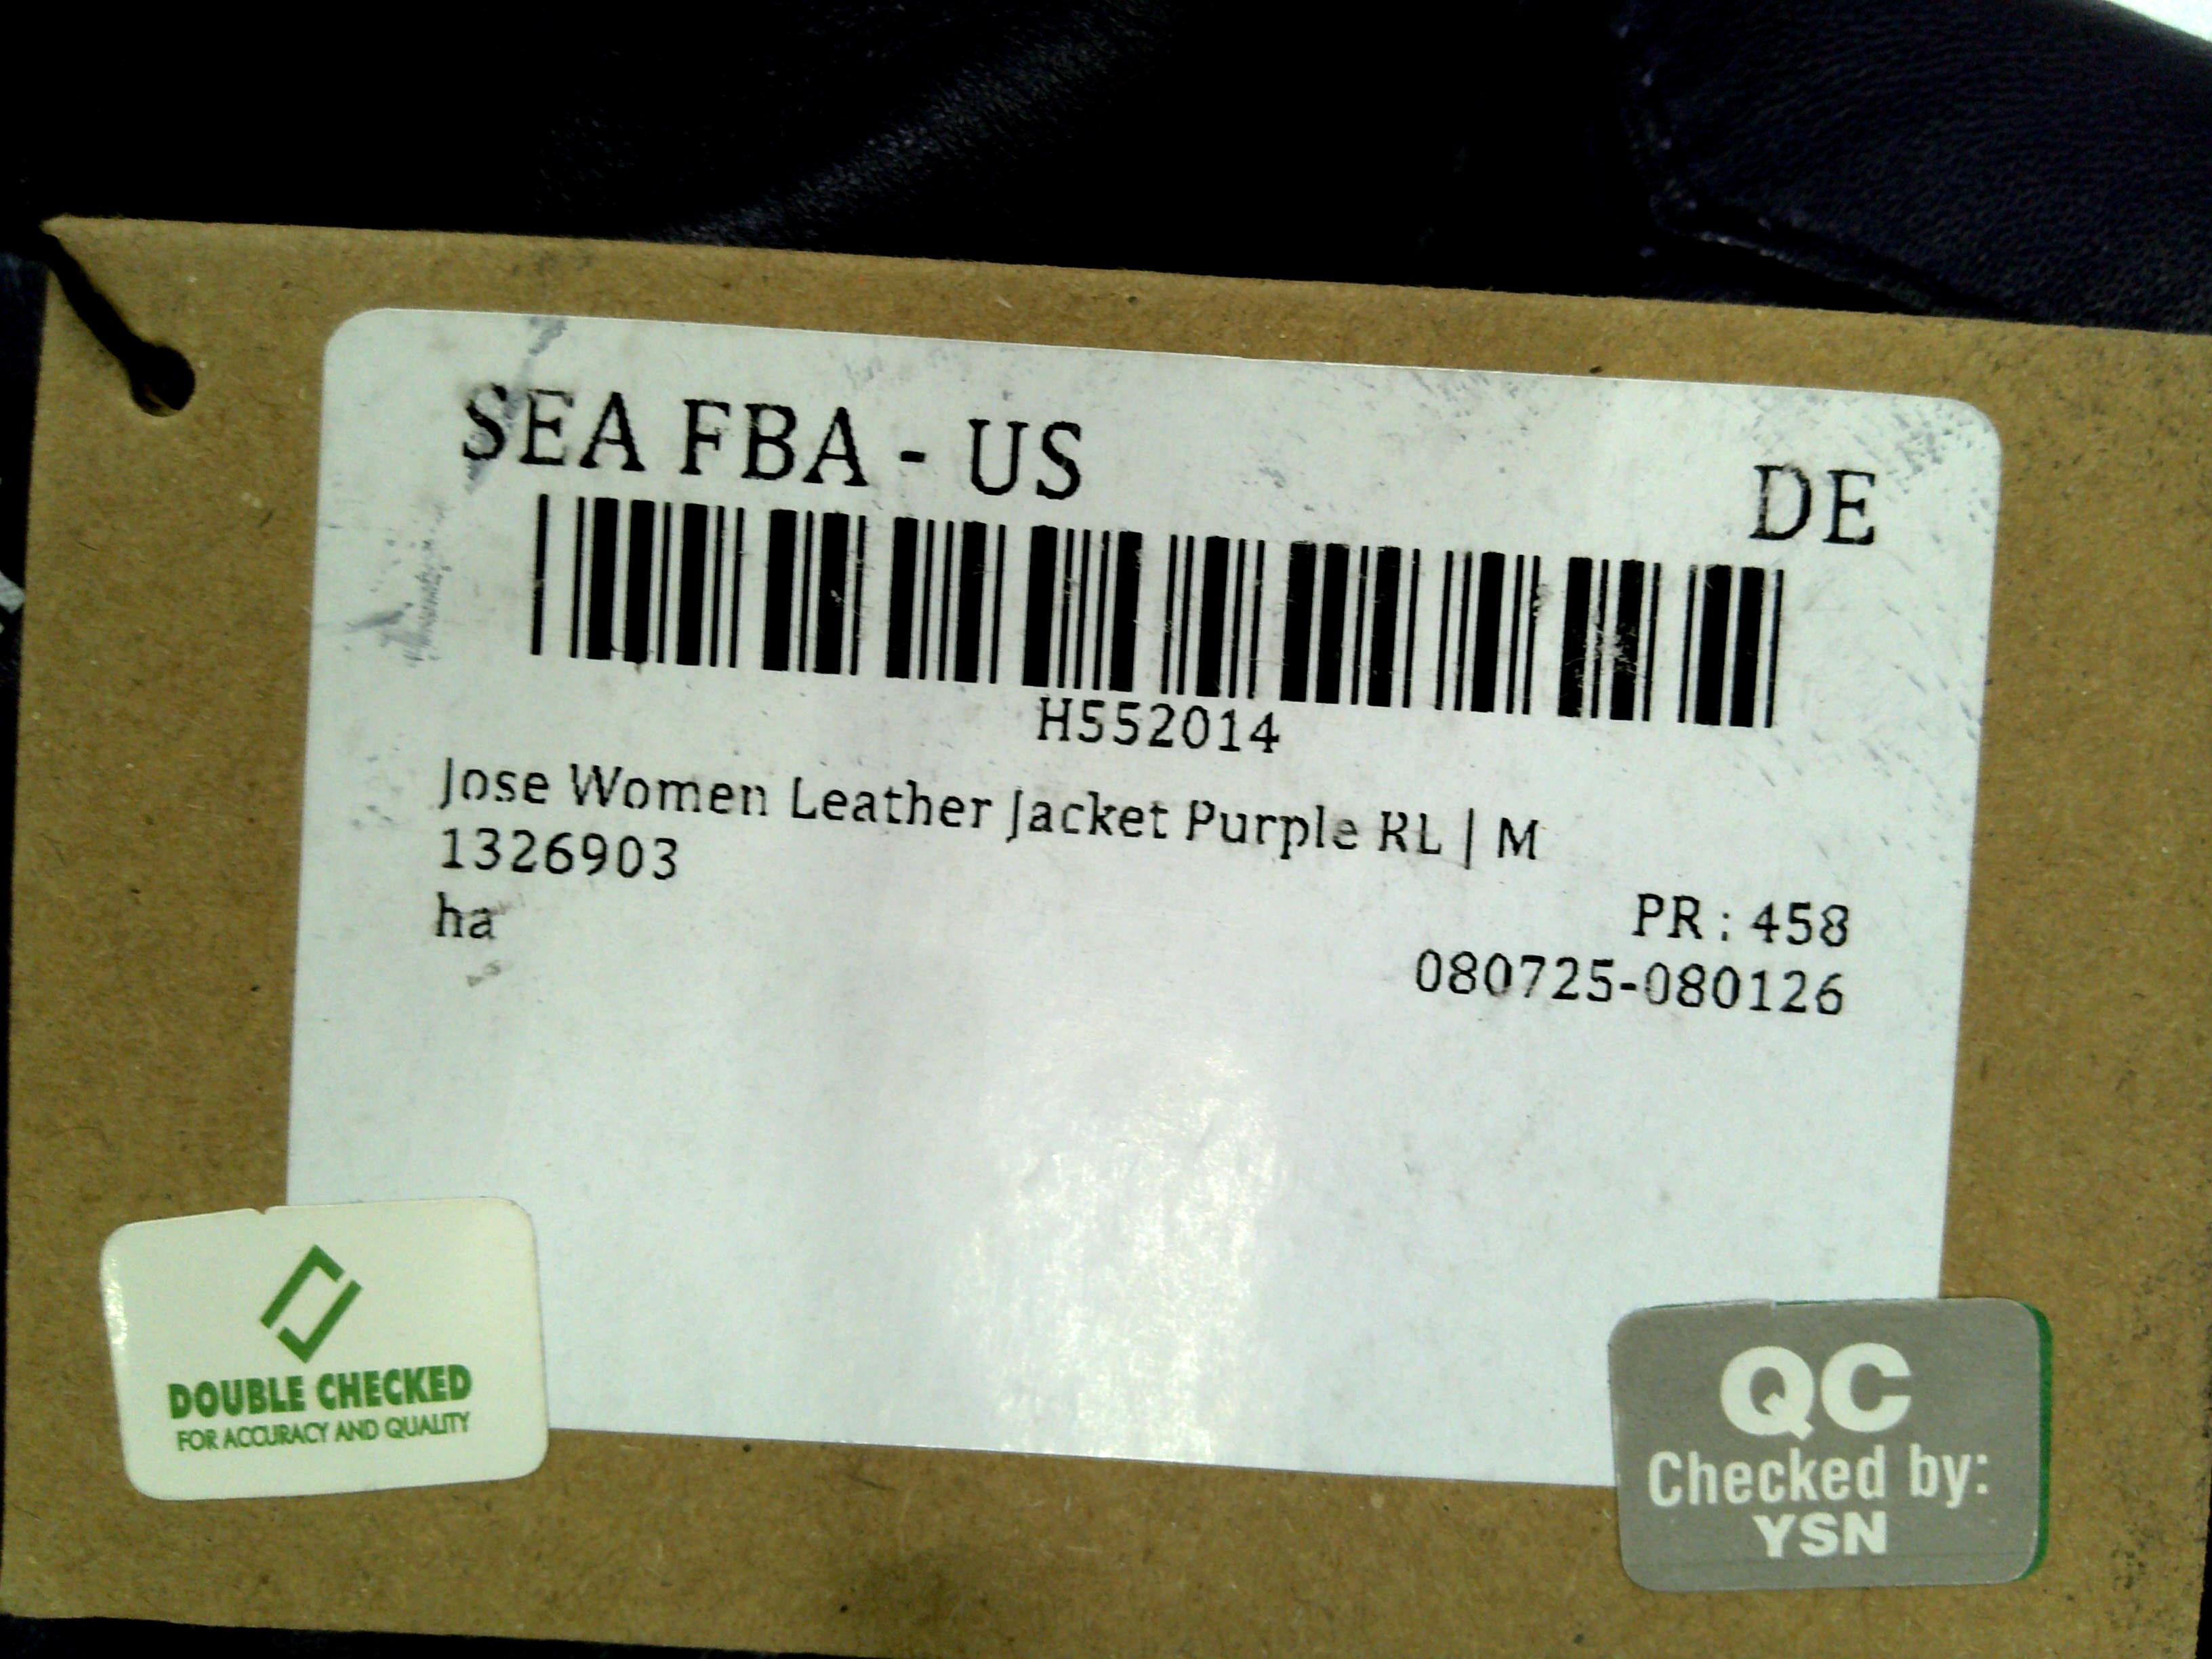 SEA FBA - US
DE
H552014
Jose Women Leather Jacket Purple RL | M
1326903
ha
PR : 458
080725-080126
DOUBLE CHECKED
FOR ACCURACY AND QUALITY
QC
Checked by:
YSN